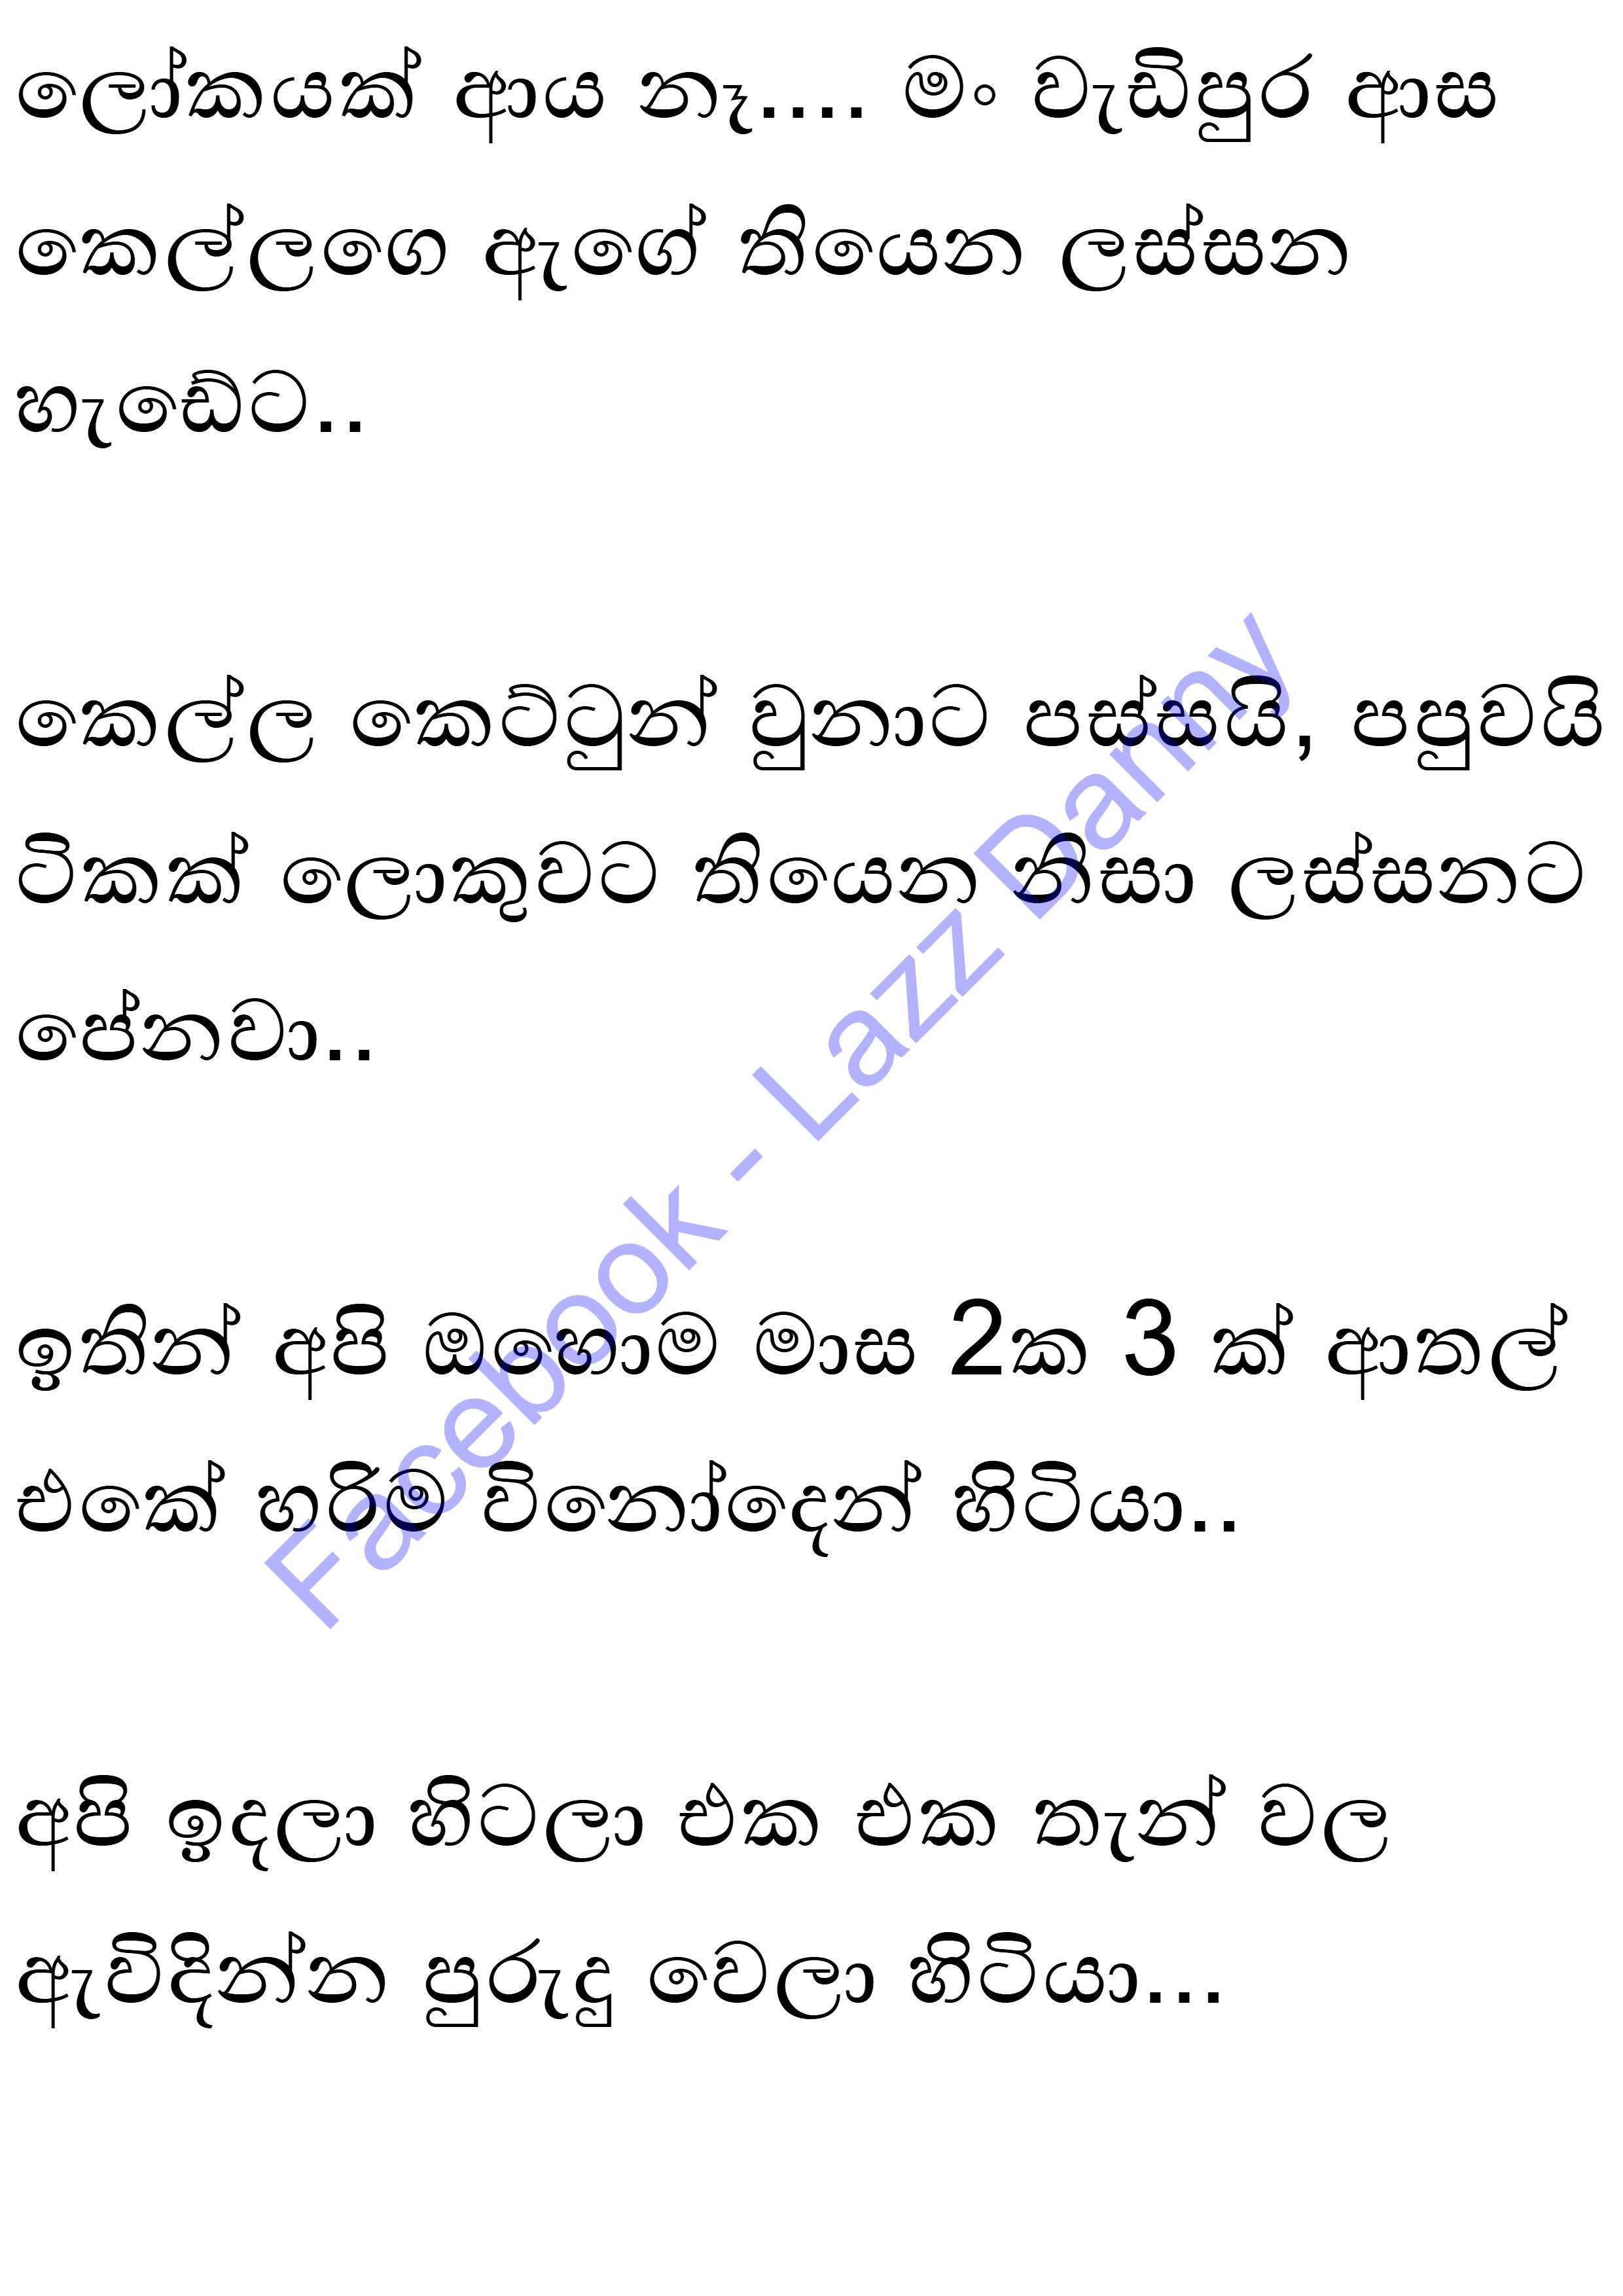 ලෝකයක් ආය නෑ.... මං වැඩිපුර ආස
කෙල්ලගෙ ඇගේ තියෙන ලස්සන
හැඩේට..
කෙල්ල කෙට්ටුන් වුනාට පස්සයි, පපුවයි
ටිකක් ලොකුවට තියෙන නිසා ලස්සනට
පේනවා..
ඉතින් අපි ඔහොම මාස 2ක 3 ක් ආතල්
එකේ හරිම විනෝදෙන් හිටියා..
අපි ඉදලා හිටලා එක එක තැන් වල
ඇවිදින්න පුරුදු වෙලා හිටියා...
Facebook - Lazz Danny